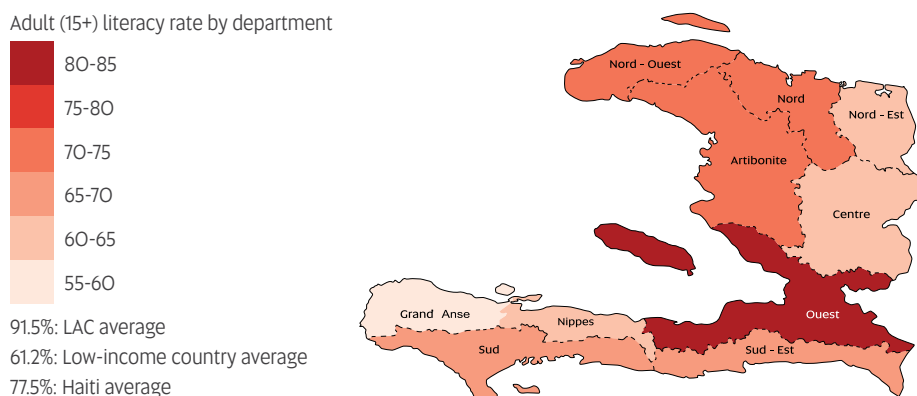 Adult (15+) literacy rate by department
80-85
75-80
70-75
65-70
60-65
55-60
91.5%: LAC average
61.2%: Low-income country average
77.5%: Haiti average
Nord - Ouest
Nord
Nord - Est
Artibonite
Centre
Ouest
Grand Anse
Nippes
Sud
Sud - Est